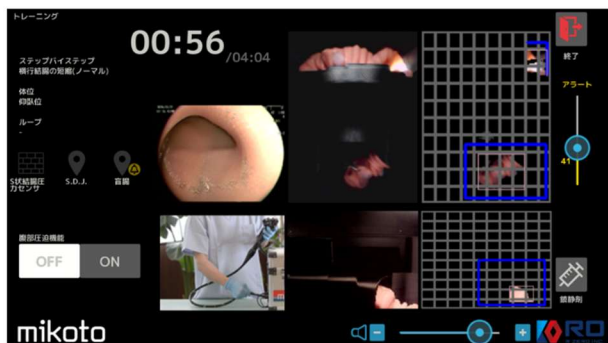 トレーニング
00:56 /04:04
ステップバイステップ
横行結腸の短縮(ノーマル)
体位
仰臥位
ループ
-
S状結腸圧
力センサ
S.D.J.
盲腸
腹部圧迫機能
OFF ON
終了
アラート
41
鎮静剤
mikoto
RD